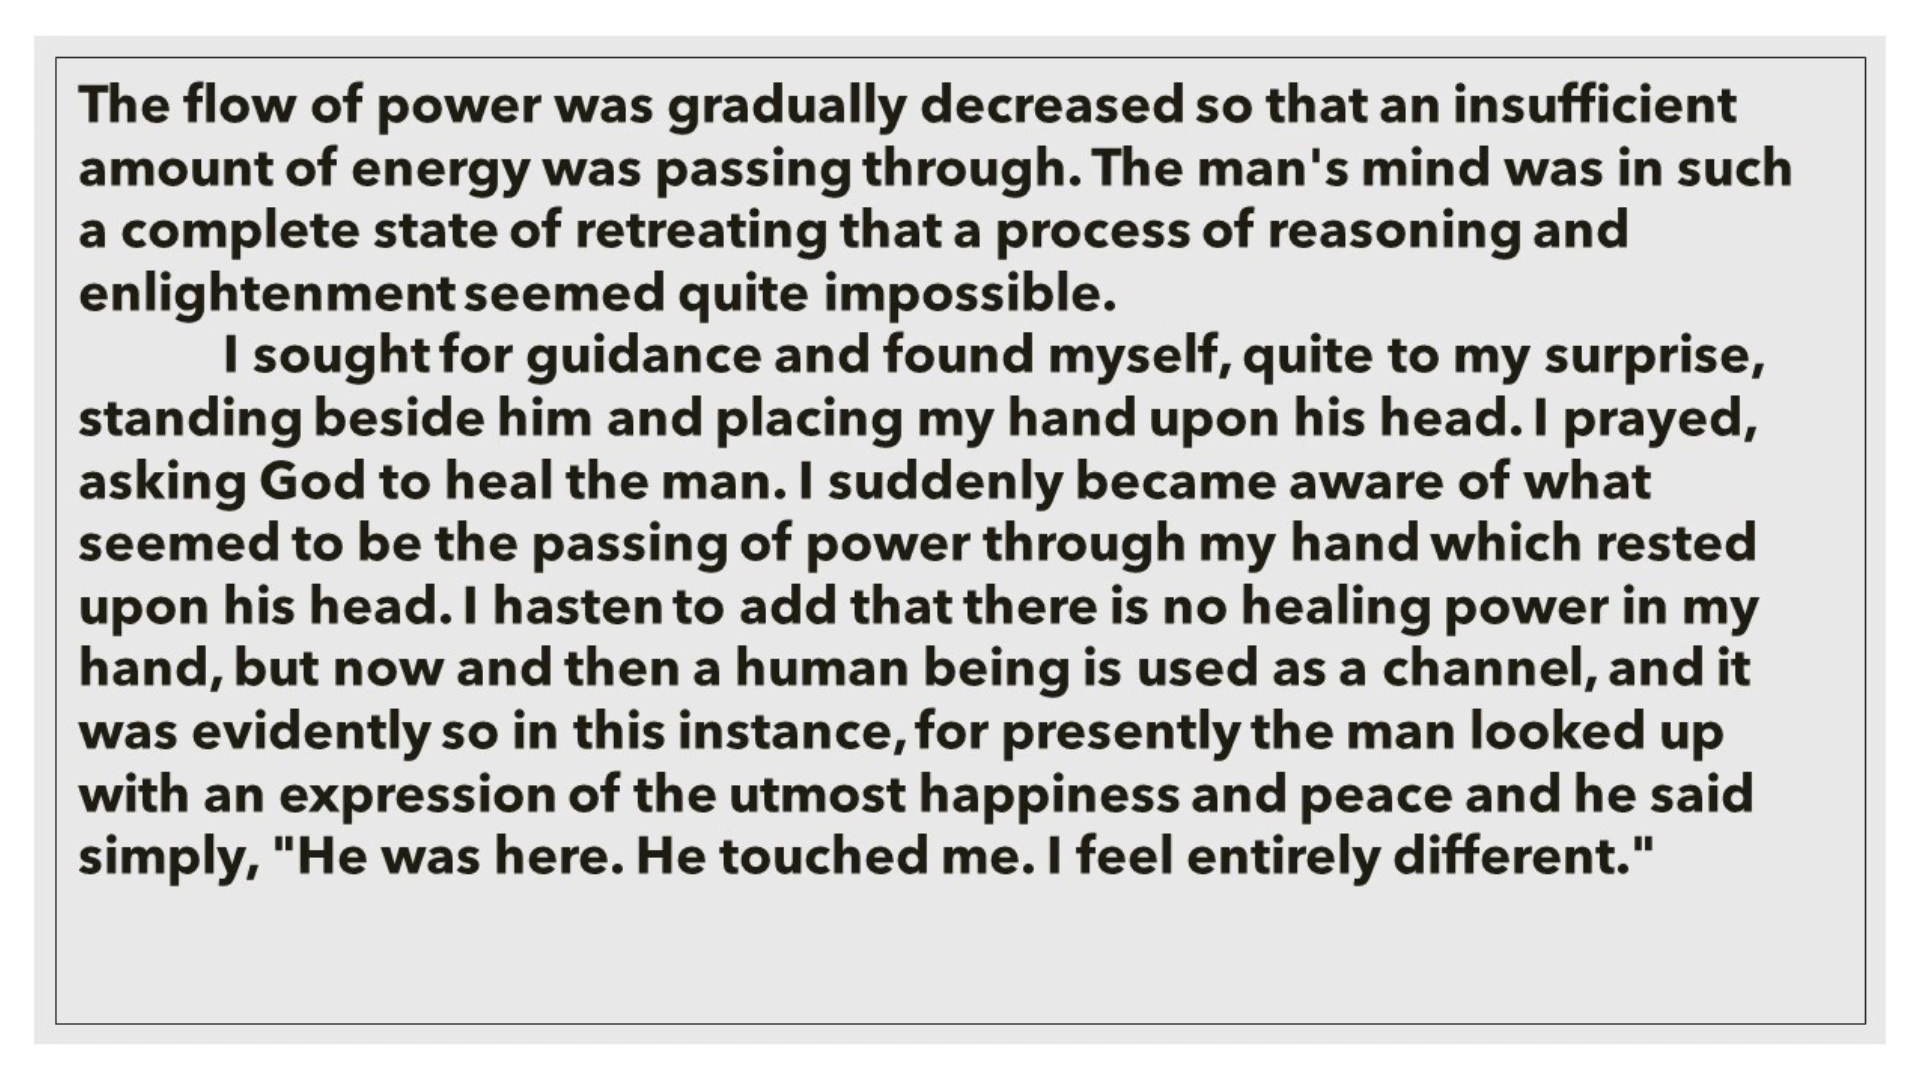 The flow of power was gradually decreased so that an insufficient
amount of energy was passing through. The man's mind was in such
a complete state of retreating that a process of reasoning and
enlightenment seemed quite impossible.
I sought for guidance and found myself, quite to my surprise,
standing beside him and placing my hand upon his head. I prayed,
asking God to heal the man. I suddenly became aware of what
seemed to be the passing of power through my hand which rested
upon his head. I hasten to add that there is no healing power in my
hand, but now and then a human being is used as a channel, and it
was evidently so in this instance, for presently the man looked up
with an expression of the utmost happiness and peace and he said
simply, "He was here. He touched me. I feel entirely different."